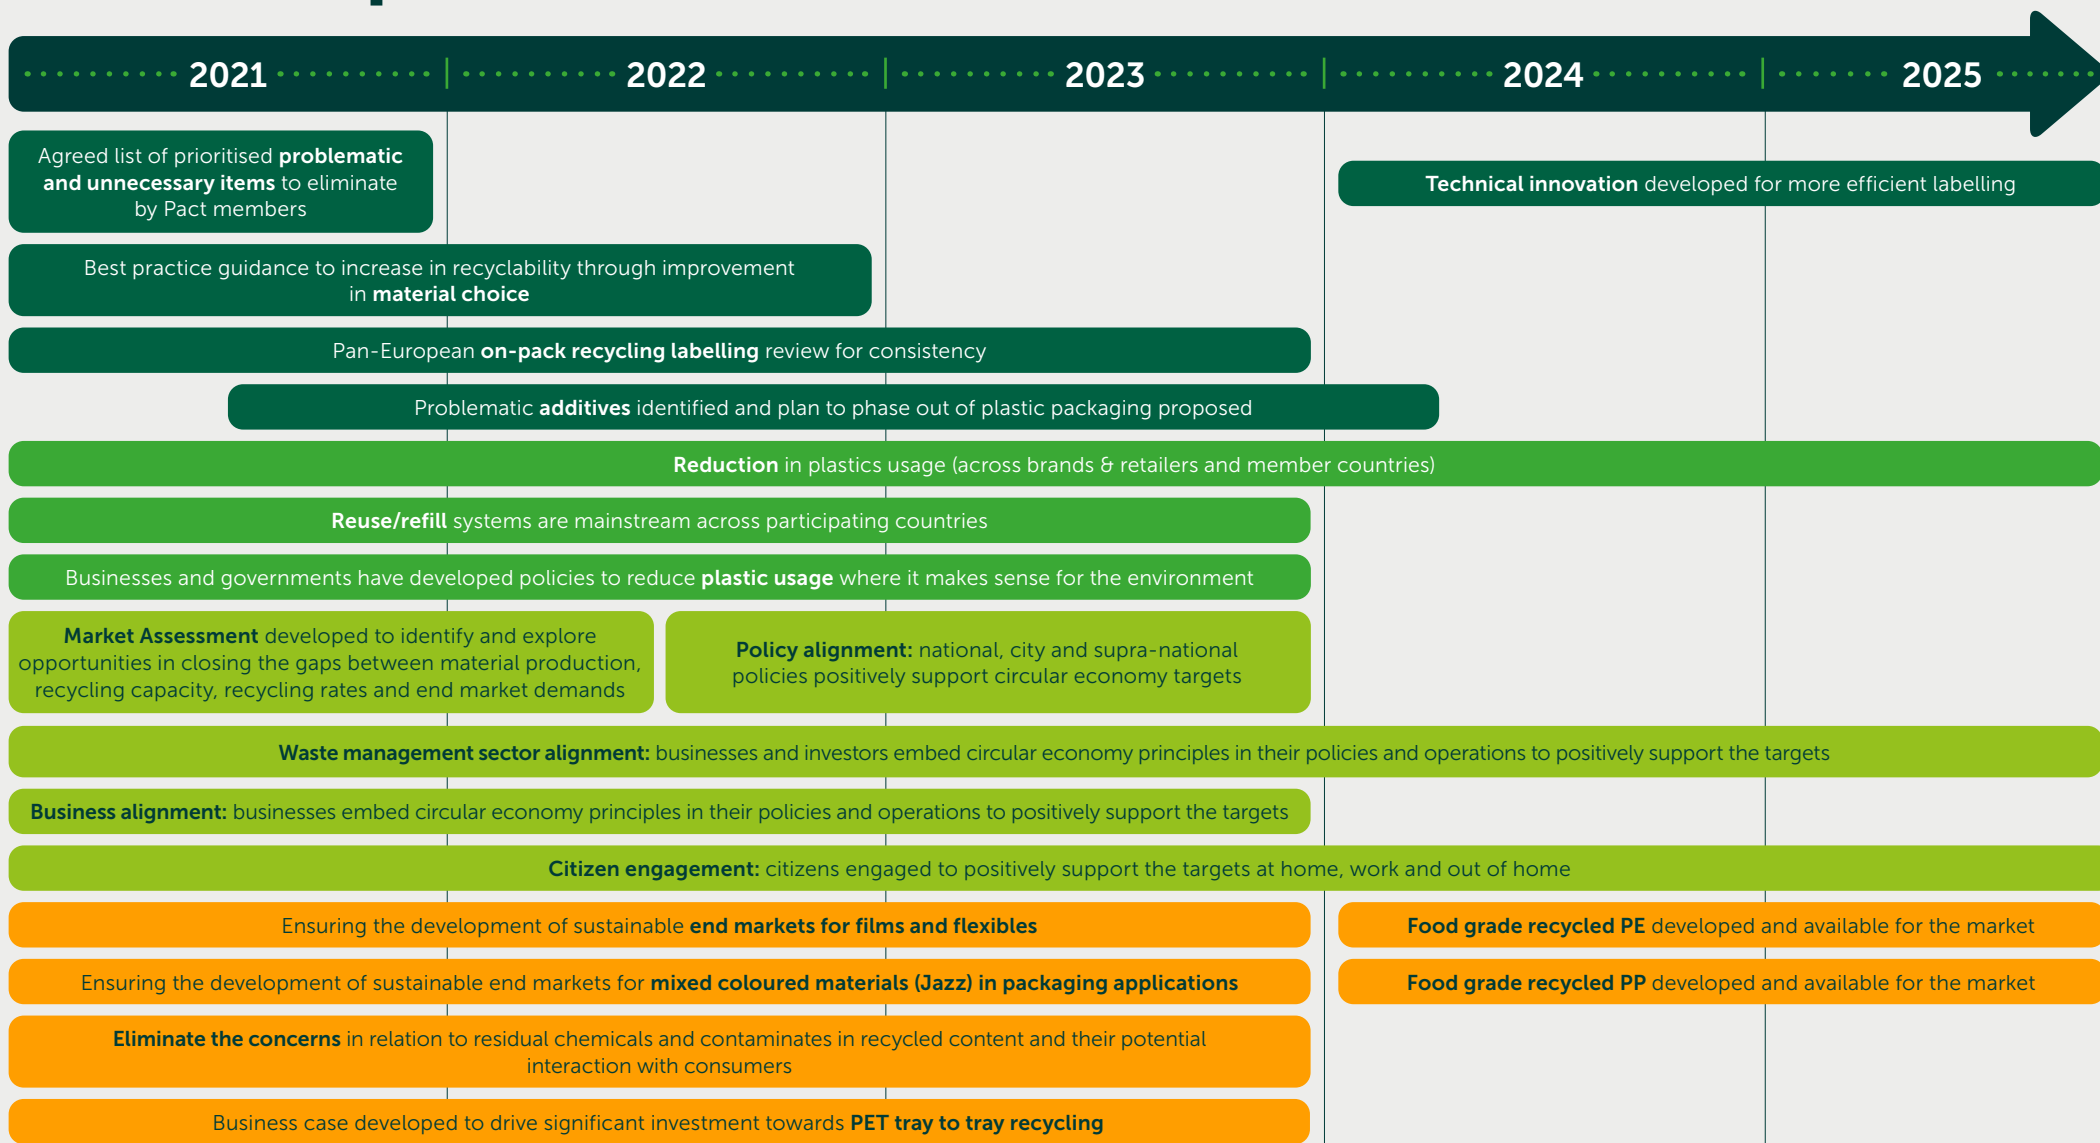 2021 2022 2023 2024 2025
Agreed list of prioritised problematic
and unnecessary items to eliminate
by Pact members
Technical innovation developed for more efficient labelling
Best practice guidance to increase in recyclability through improvement
in material choice
Pan-European on-pack recycling labelling review for consistency
Problematic additives identified and plan to phase out of plastic packaging proposed
Reduction in plastics usage (across brands & retailers and member countries)
Reuse/refill systems are mainstream across participating countries
Businesses and governments have developed policies to reduce plastic usage where it makes sense for the environment
Market Assessment developed to identify and explore
opportunities in closing the gaps between material production,
recycling capacity, recycling rates and end market demands
Policy alignment: national, city and supra-national
policies positively support circular economy targets
Waste management sector alignment: businesses and investors embed circular economy principles in their policies and operations to positively support the targets
Business alignment: businesses embed circular economy principles in their policies and operations to positively support the targets
Citizen engagement: citizens engaged to positively support the targets at home, work and out of home
Ensuring the development of sustainable end markets for films and flexibles
Food grade recycled PE developed and available for the market
Ensuring the development of sustainable end markets for mixed coloured materials (Jazz) in packaging applications
Food grade recycled PP developed and available for the market
Eliminate the concerns in relation to residual chemicals and contaminates in recycled content and their potential
interaction with consumers
Business case developed to drive significant investment towards PET tray to tray recycling